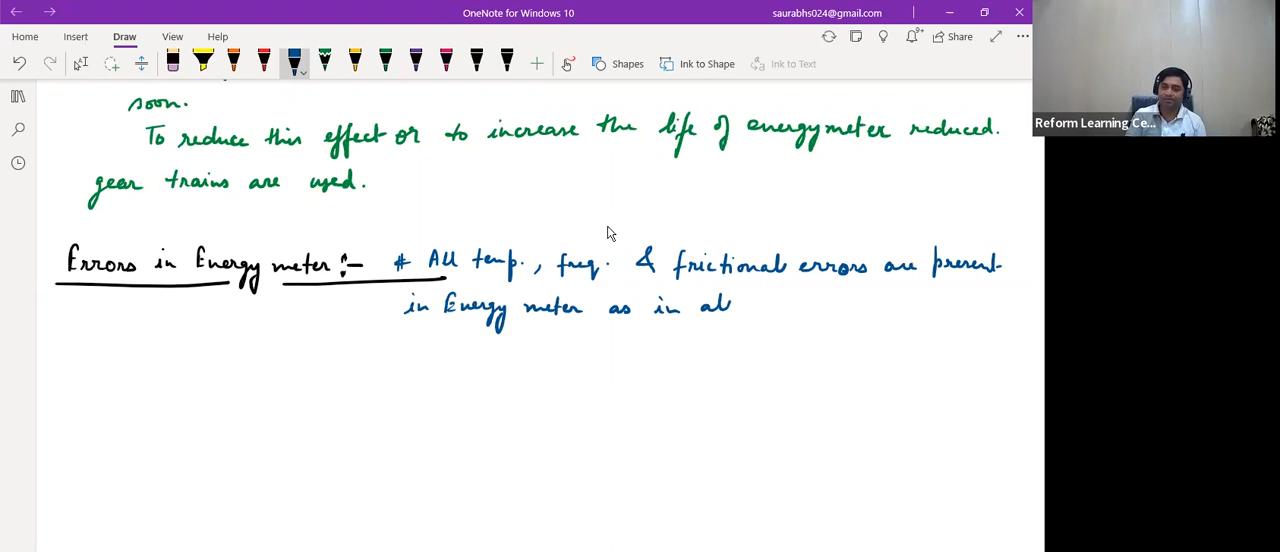 OneNote for Windows 10
saurabhs024@gmail.com
Home Insert Draw View Help
9+ Share
Shapes Ink to Shape Ink to Text
Reform Learning Ce...
soon.
To reduce this effect or to increase the life of energymeter reduced.
gear trains are used.
Errors in Energy meter :- * All temp., freq. & frictional errors are present
in Energy meter as in al